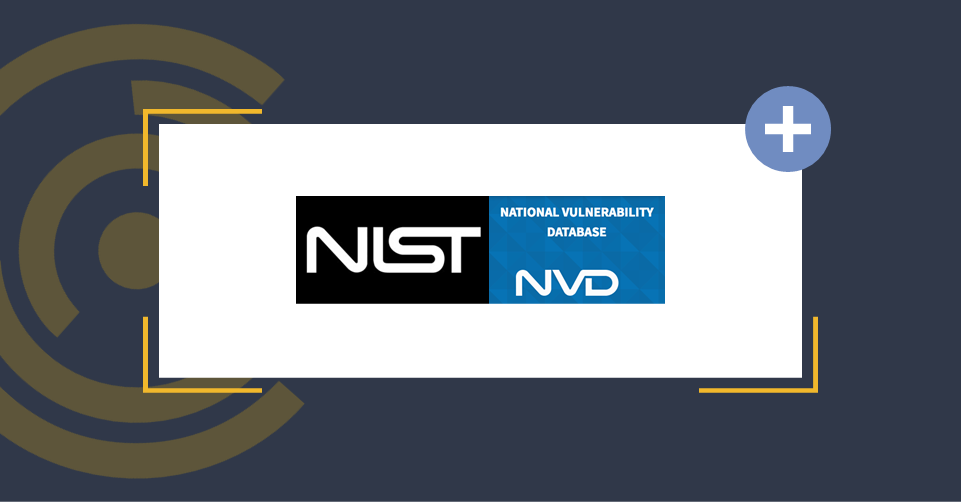 NIST
NATIONAL VULNERABILITY
DATABASE
NVD